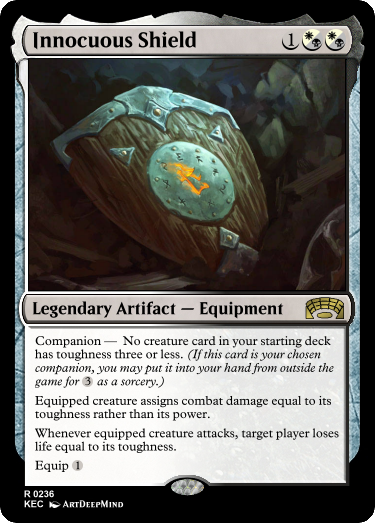 Innocuous Shield 1
Legendary Artifact — Equipment
Companion — No creature card in your starting deck
has toughness three or less. (If this card is your chosen
companion, you may put it into your hand from outside the
game for 3 as a sorcery.)
Equipped creature assigns combat damage equal to its
toughness rather than its power.
Whenever equipped creature attacks, target player loses
life equal to its toughness.
Equip 1
R 0236
KEC ArtDeepMind